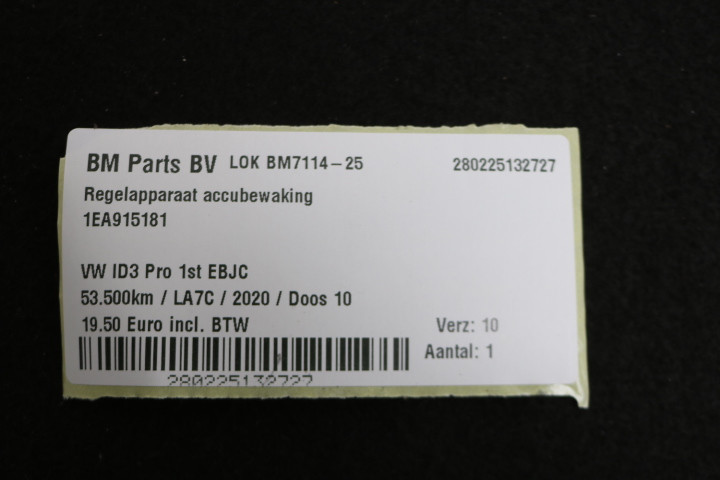 BM Parts BV LOK BM7114-25 280225132727
Regelapparaat accubewaking
1EA915181
VW ID3 Pro 1st EBJC
53.500km / LA7C / 2020 / Doos 10
19.50 Euro incl. BTW Verz: 10
Aantal: 1
280225132727